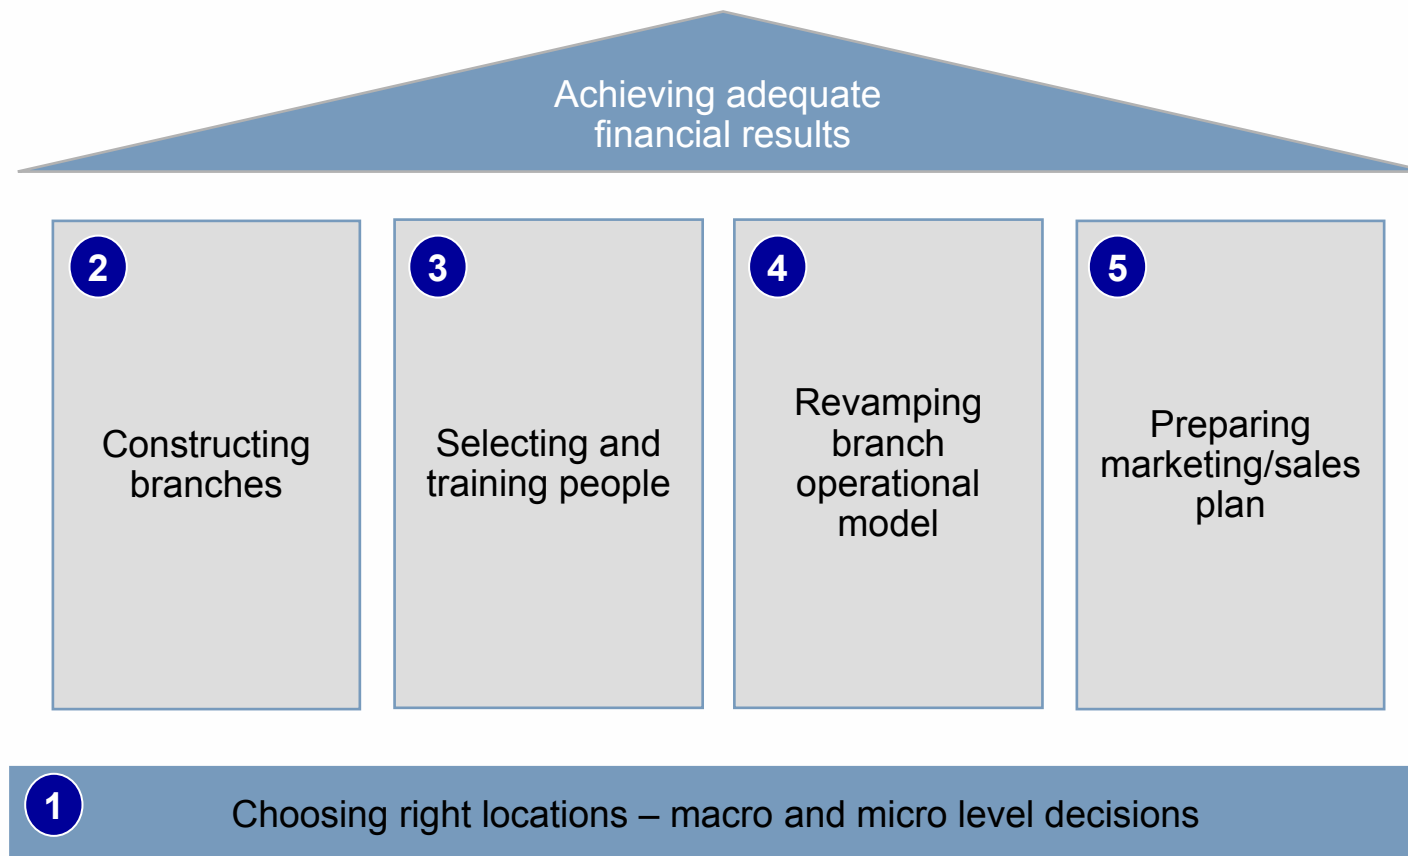 Achieving adequate
financial results
2
Constructing
branches
3
Selecting and
training people
4
Revamping
branch
operational
model
5
Preparing
marketing/sales
plan
1
Choosing right locations – macro and micro level decisions